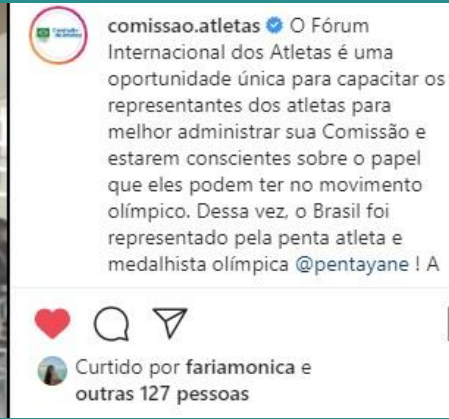 comissao.atletas O Fórum
Internacional dos Atletas é uma
oportunidade única para capacitar os
representantes dos atletas para
melhor administrar sua Comissão e
estarem conscientes sobre o papel
que eles podem ter no movimento
olímpico. Dessa vez, o Brasil foi
representado pela penta atleta e
medalhista olímpica @pentayane ! A
Curtido por fariamonica e
outras 127 pessoas